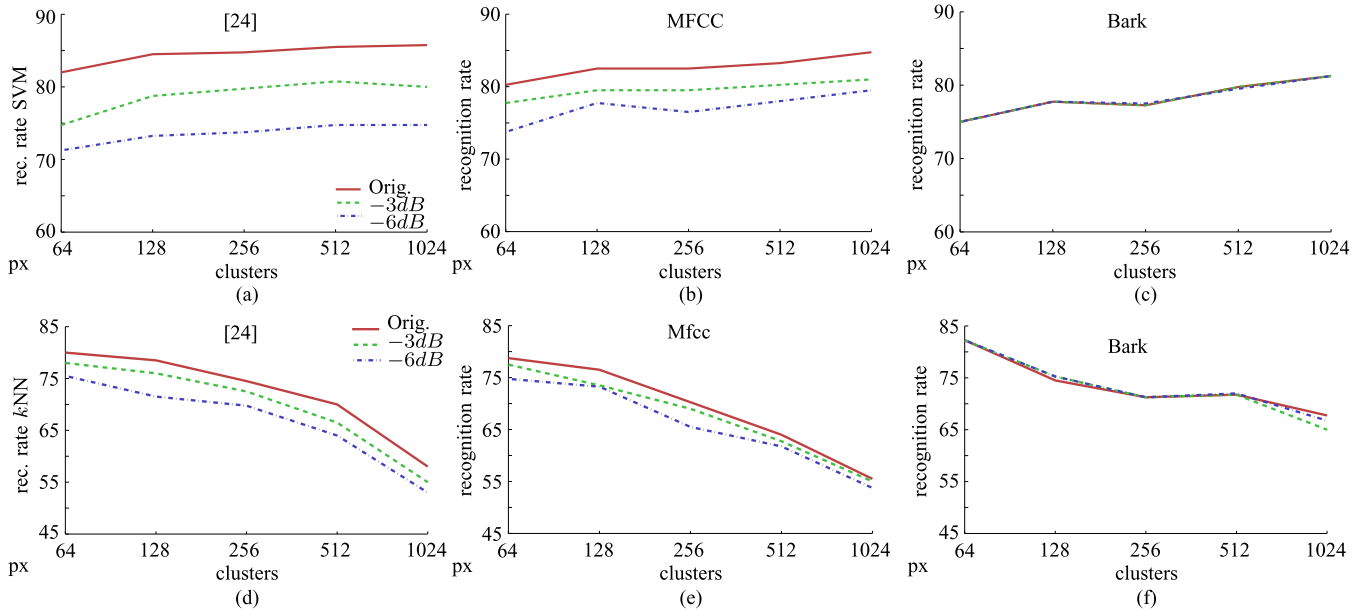 [24]
90
80
70
60
rec. rate SVM
Orig.
−3dB
−6dB
64 128 256 512 1024
px
clusters
(a)
MFCC
90
80
70
60
recognition rate
64 128 256 512 1024
px
clusters
(b)
Bark
90
80
70
60
recognition rate
64 128 256 512 1024
px
clusters
(c)
[24]
85
75
65
55
45
rec. rate kNN
Orig.
−3dB
−6dB
64 128 256 512 1024
px
clusters
(d)
Mfcc
85
75
65
55
45
recognition rate
64 128 256 512 1024
px
clusters
(e)
Bark
85
75
65
55
45
recognition rate
64 128 256 512 1024
px
clusters
(f)